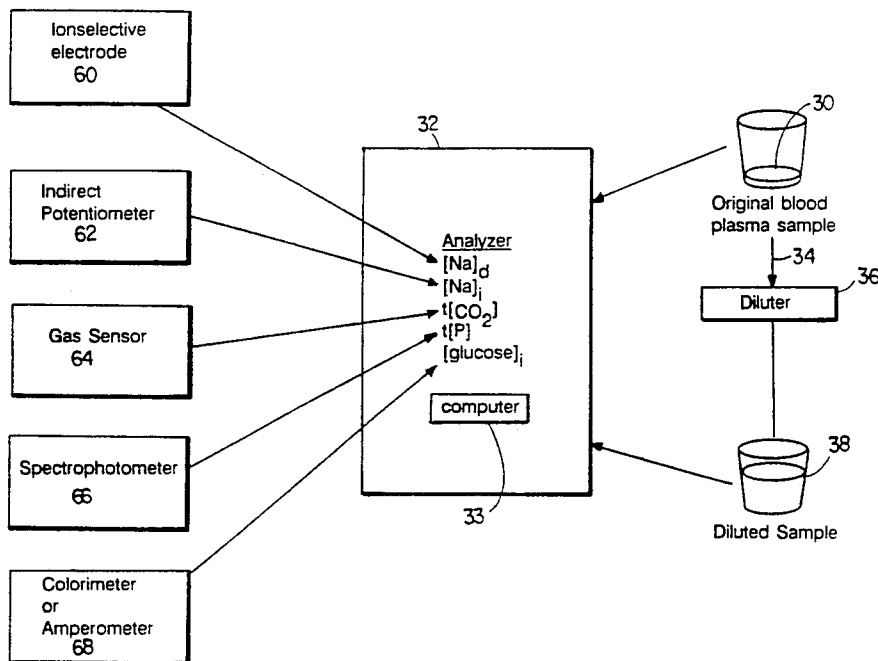 Ionselective
electrode
60
Indirect
Potentiometer
62
Gas Sensor
64
Spectrophotometer
66
Colorimeter
or
Amperometer
68
32
Analyzer
[Na]d
[Na]i
t[CO2]
t[P]
[glucose]i
computer
33
30
Original blood
plasma sample
34
36
Diluter
38
Diluted Sample